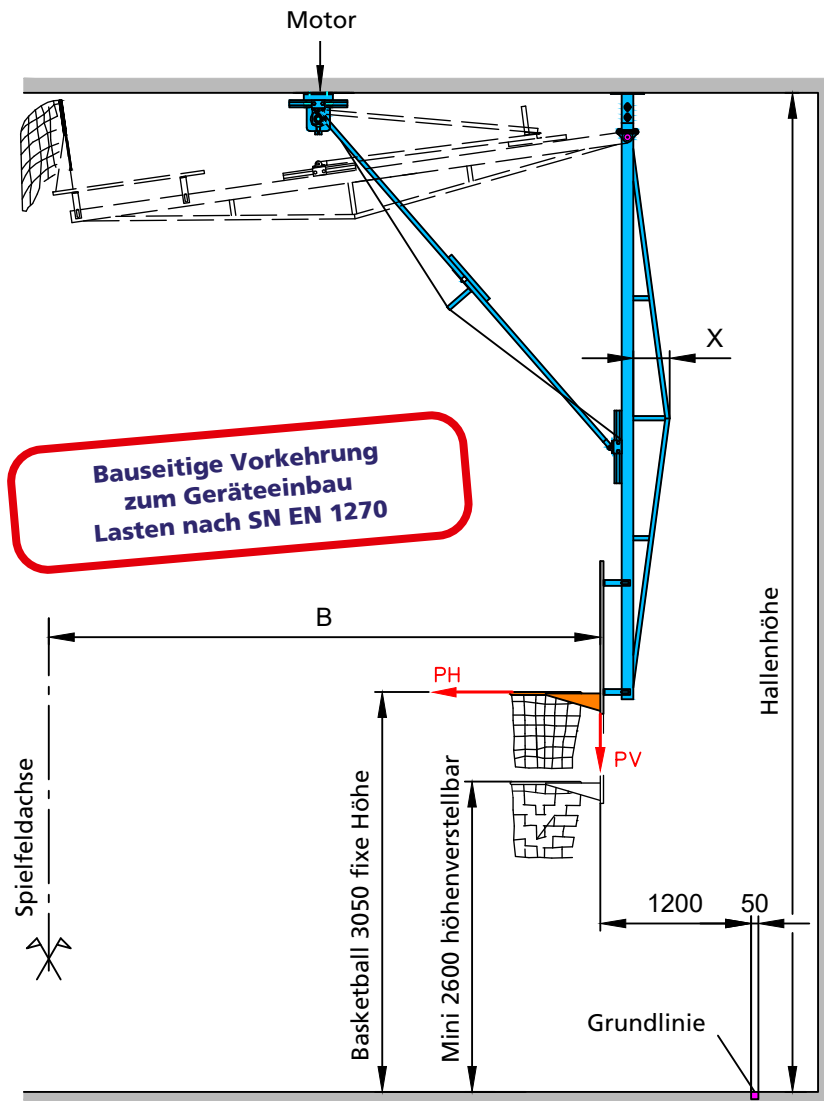 Motor
X
Bauseitige Vorkehrung
zum Geräteeinbau
Lasten nach SN EN 1270
B
PH
PV
Hallenhöhe
Spielfeldachse
Basketball 3050 fixe Höhe
Mini 2600 höhenverstellbar
1200
50
Grundlinie